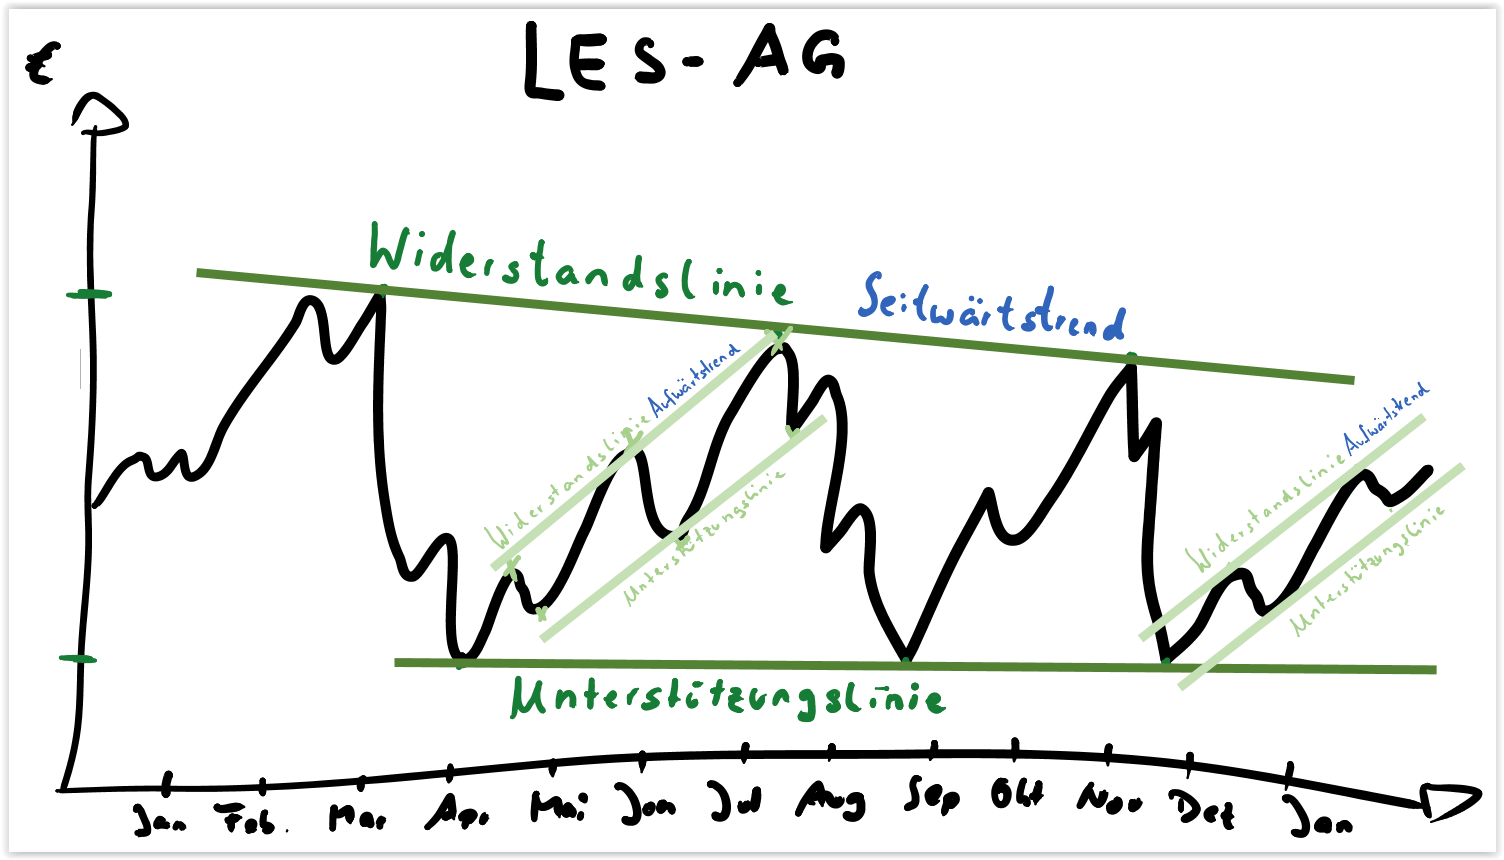 €
LES-AG
Widerstandslinie
Seitwärtstrend
Widerstandslinie Aufwärtstrend
Unterstützungslinie
Widerstandslinie Aufwärtstrend
Unterstützungslinie
Unterstützungslinie
Jan Feb. Mar Apr. Mai Jun Jul Aug Sep Okt Nov Det Jan